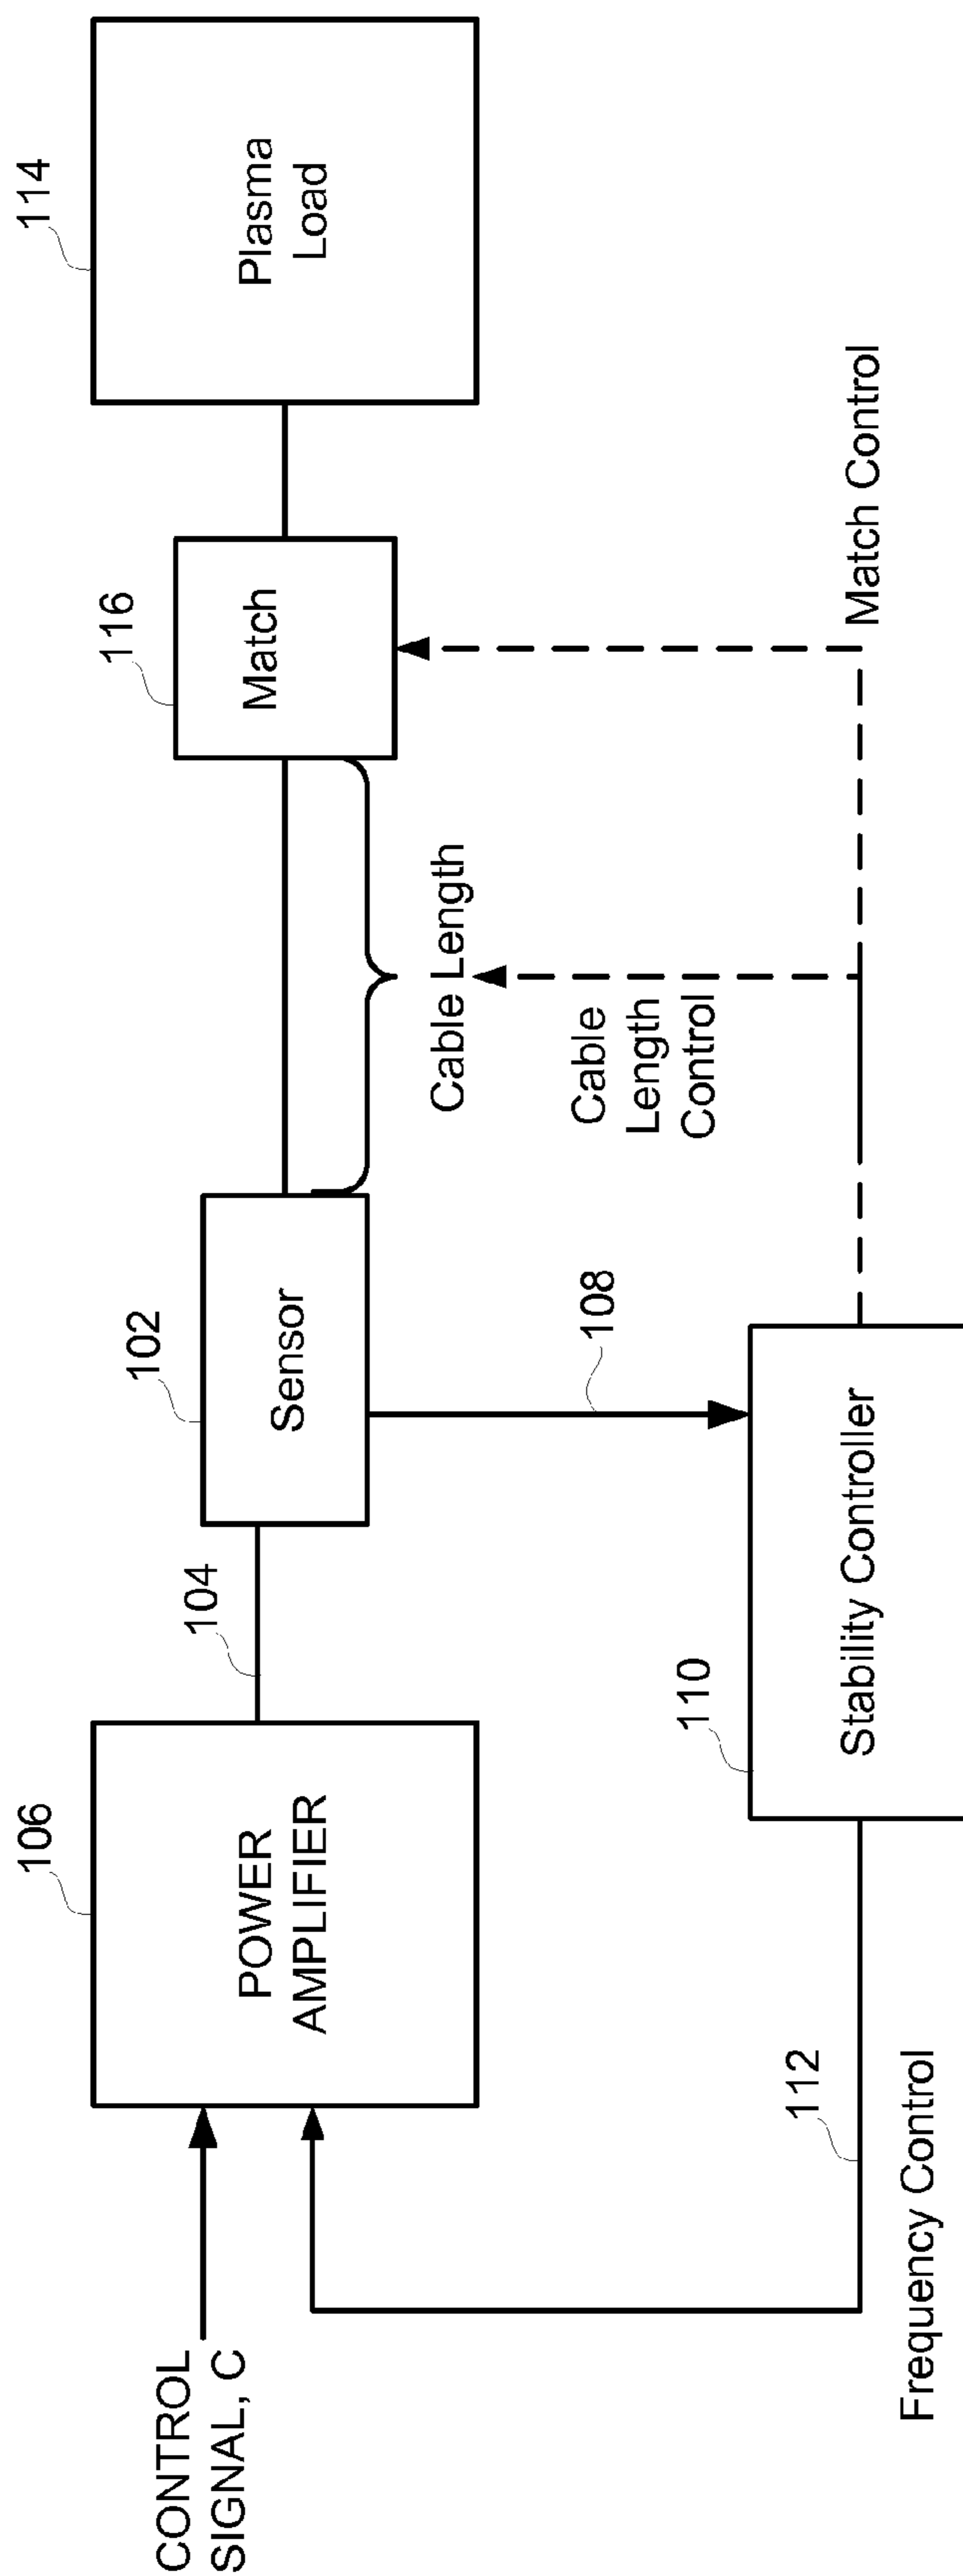 CONTROL
SIGNAL, C
106
POWER
AMPLIFIER
104
102
Sensor
116
Match
114
Plasma
Load
Cable Length
Cable
Length
Control
108
110
Stability Controller
112
Frequency Control
Match Control